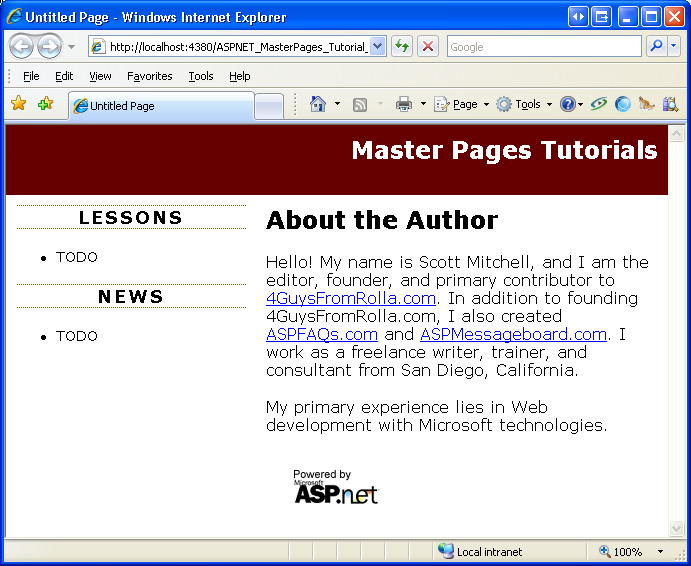 Untitled Page - Windows Internet Explorer
http://localhost:4380/ASPNET_MasterPages_Tutorial_
Google
File Edit View Favorites Tools Help
Untitled Page
Page Tools
Master Pages Tutorials
LESSONS
TODO
NEWS
TODO
About the Author
Hello! My name is Scott Mitchell, and I am the
editor, founder, and primary contributor to
4GuysFromRolla.com. In addition to founding
4GuysFromRolla.com, I also created
ASPFAQs.com and ASPMessageboard.com. I
work as a freelance writer, trainer, and
consultant from San Diego, California.
My primary experience lies in Web
development with Microsoft technologies.
Powered by
Microsoft
ASP.net
Local intranet
100%